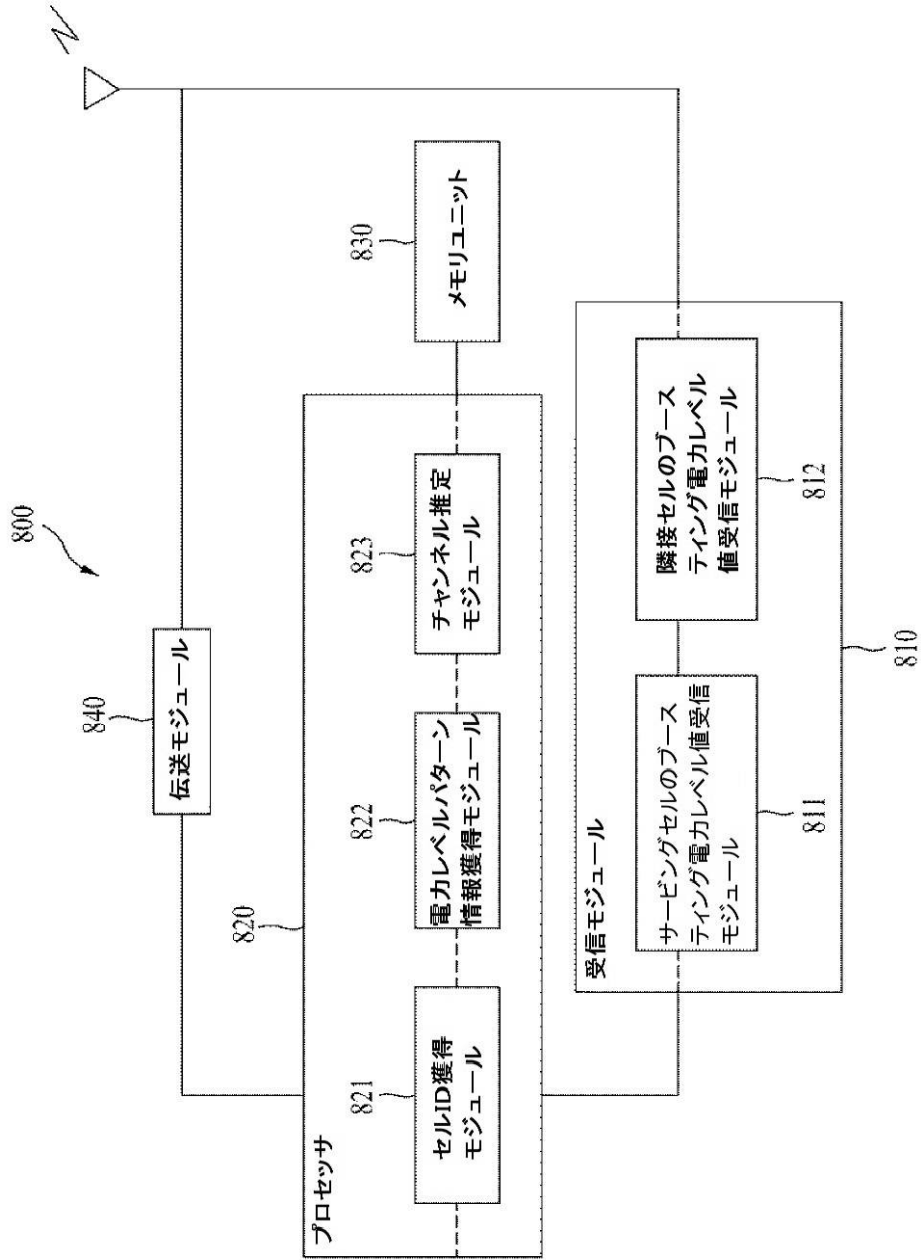 800
840
伝送モジュール
820
プロセッサ
821
セルID獲得
モジュール
822
電力レベルパターン
情報獲得モジュール
823
チャンネル推定
モジュール
830
メモリユニット
受信モジュール
サービングセルのブース
ティング電力レベル値受信
モジュール
811
隣接セルのブース
ティング電力レベル
値受信モジュール
812
810